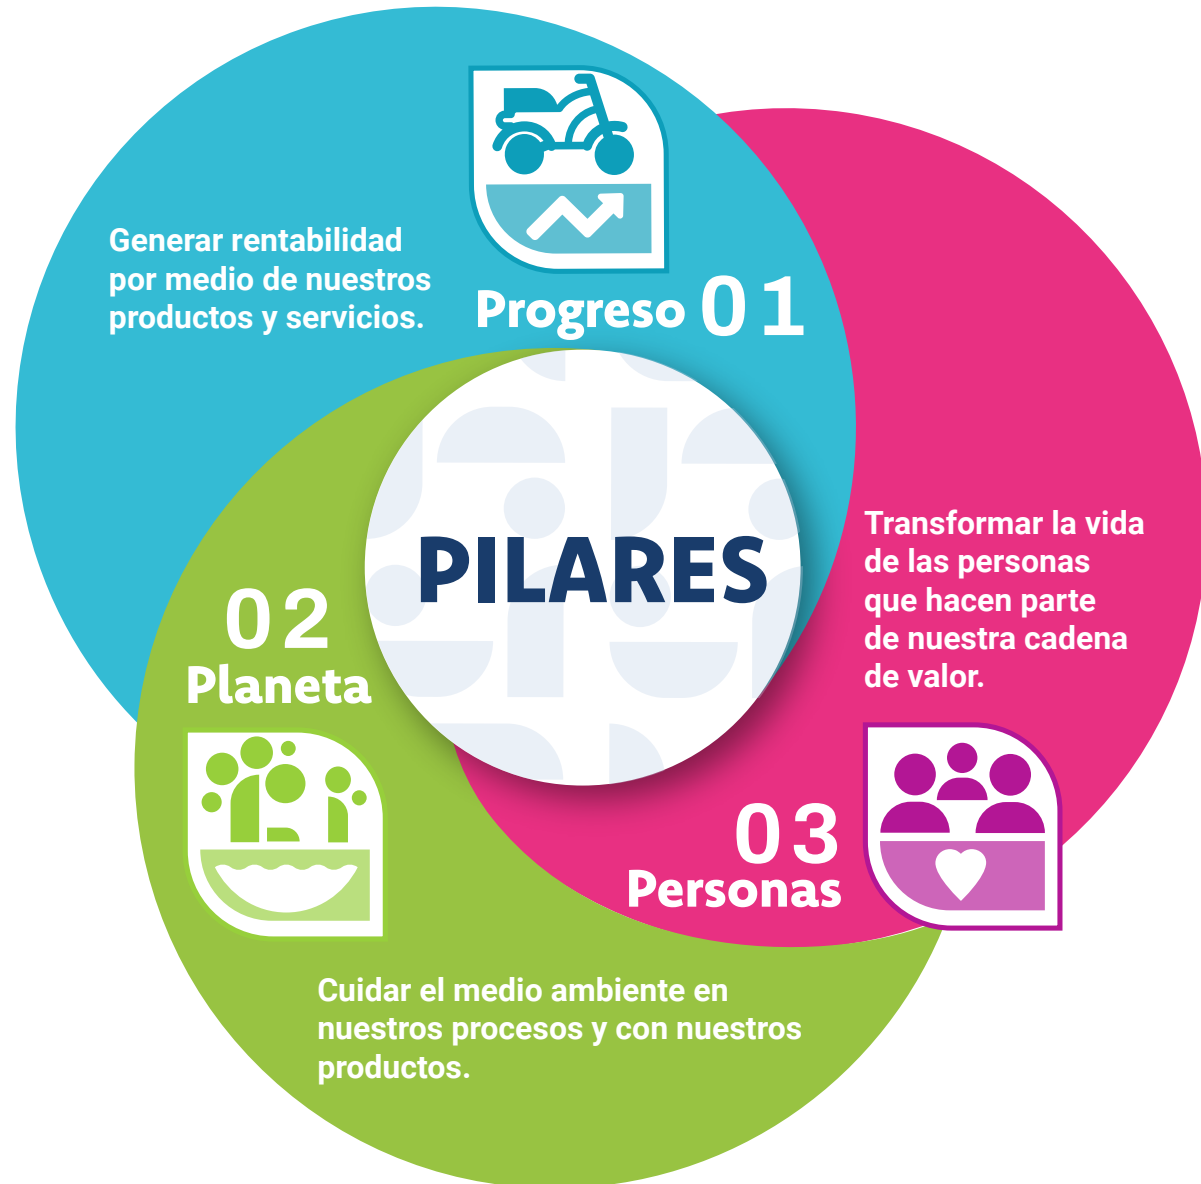 Generar rentabilidad
por medio de nuestros
productos y servicios.
Progreso 01
PILARES
Transformar la vida
de las personas
que hacen parte
de nuestra cadena
de valor.
02
Planeta
03
Personas
Cuidar el medio ambiente en
nuestros procesos y con nuestros
productos.